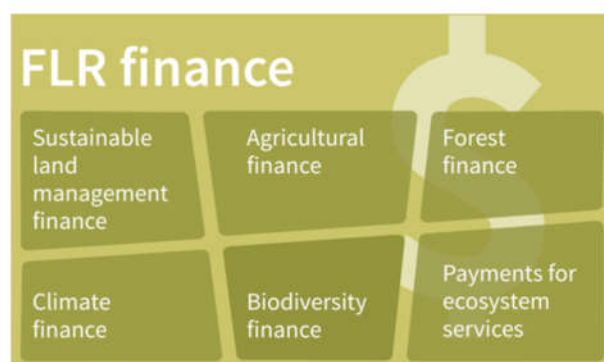 FLR finance
Sustainable
land
management
finance
Agricultural
finance
Forest
finance
Climate
finance
Biodiversity
finance
Payments for
ecosystem
services